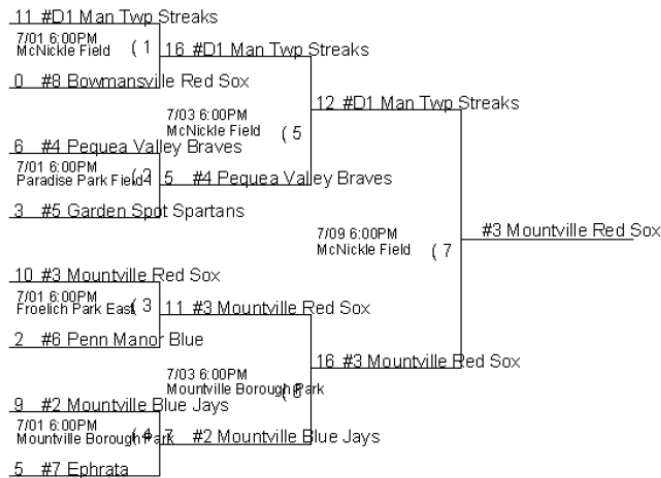 11 #D1 Man Twp Streaks
7/01 6:00PM
McNickle Field ( 1
16 #D1 Man Twp Streaks
0 #8 Bowmansville Red Sox
7/03 6:00PM
McNickle Field ( 5
12 #D1 Man Twp Streaks
6 #4 Pequea Valley Braves
7/01 6:00PM
Paradise Park Field ( 2
5 #4 Pequea Valley Braves
3 #5 Garden Spot Spartans
7/09 6:00PM
McNickle Field ( 7
#3 Mountville Red Sox
10 #3 Mountville Red Sox
7/01 6:00PM
Froelich Park East ( 3
11 #3 Mountville Red Sox
2 #6 Penn Manor Blue
16 #3 Mountville Red Sox
7/03 6:00PM
Mountville Borough Park ( 6
9 #2 Mountville Blue Jays
7/01 6:00PM
Mountville Borough Park ( 4
7 #2 Mountville Blue Jays
5 #7 Ephrata